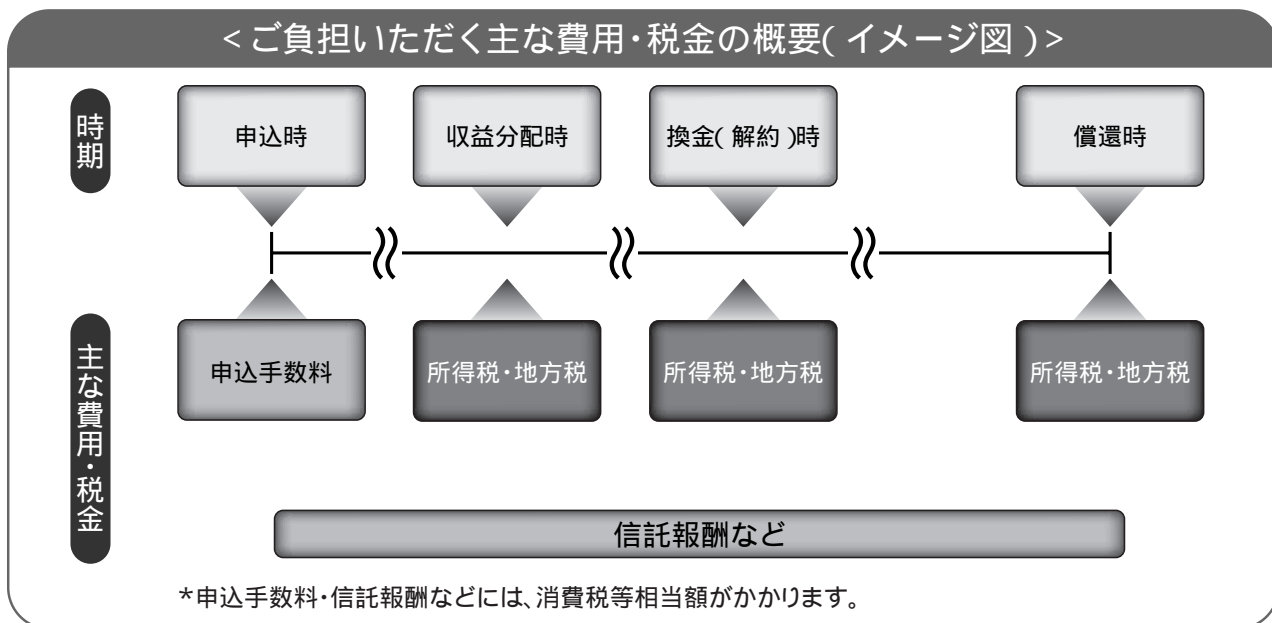 <ご負担いただく主な費用・税金の概要(イメージ図)>
時期
申込時
収益分配時
換金(解約)時
償還時
主な費用・税金
申込手数料
所得税・地方税
所得税・地方税
所得税・地方税
信託報酬など
*申込手数料・信託報酬などには、消費税等相当額がかかります。